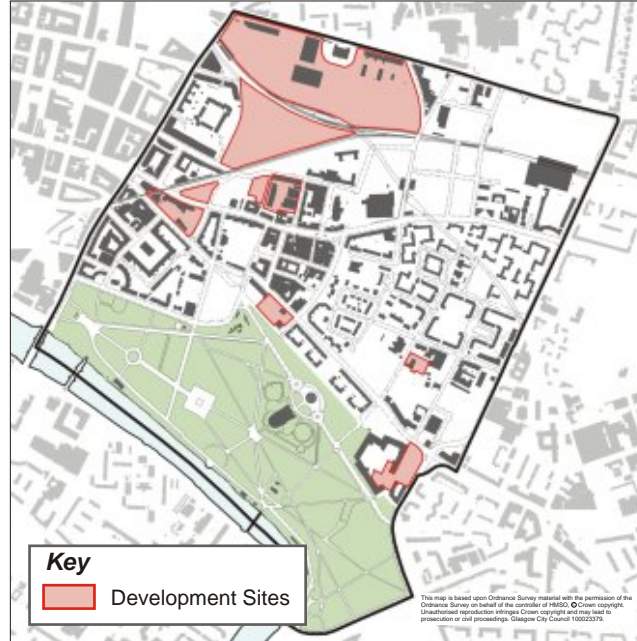 Key
Development Sites
This map is based upon Ordnance Survey material with the permission of the
Ordnance Survey on behalf of the controller of HMSO, © Crown copyright.
Unauthorised reproduction infringes Crown copyright and may lead to
prosecution or civil proceedings. Glasgow City Council 100023379.